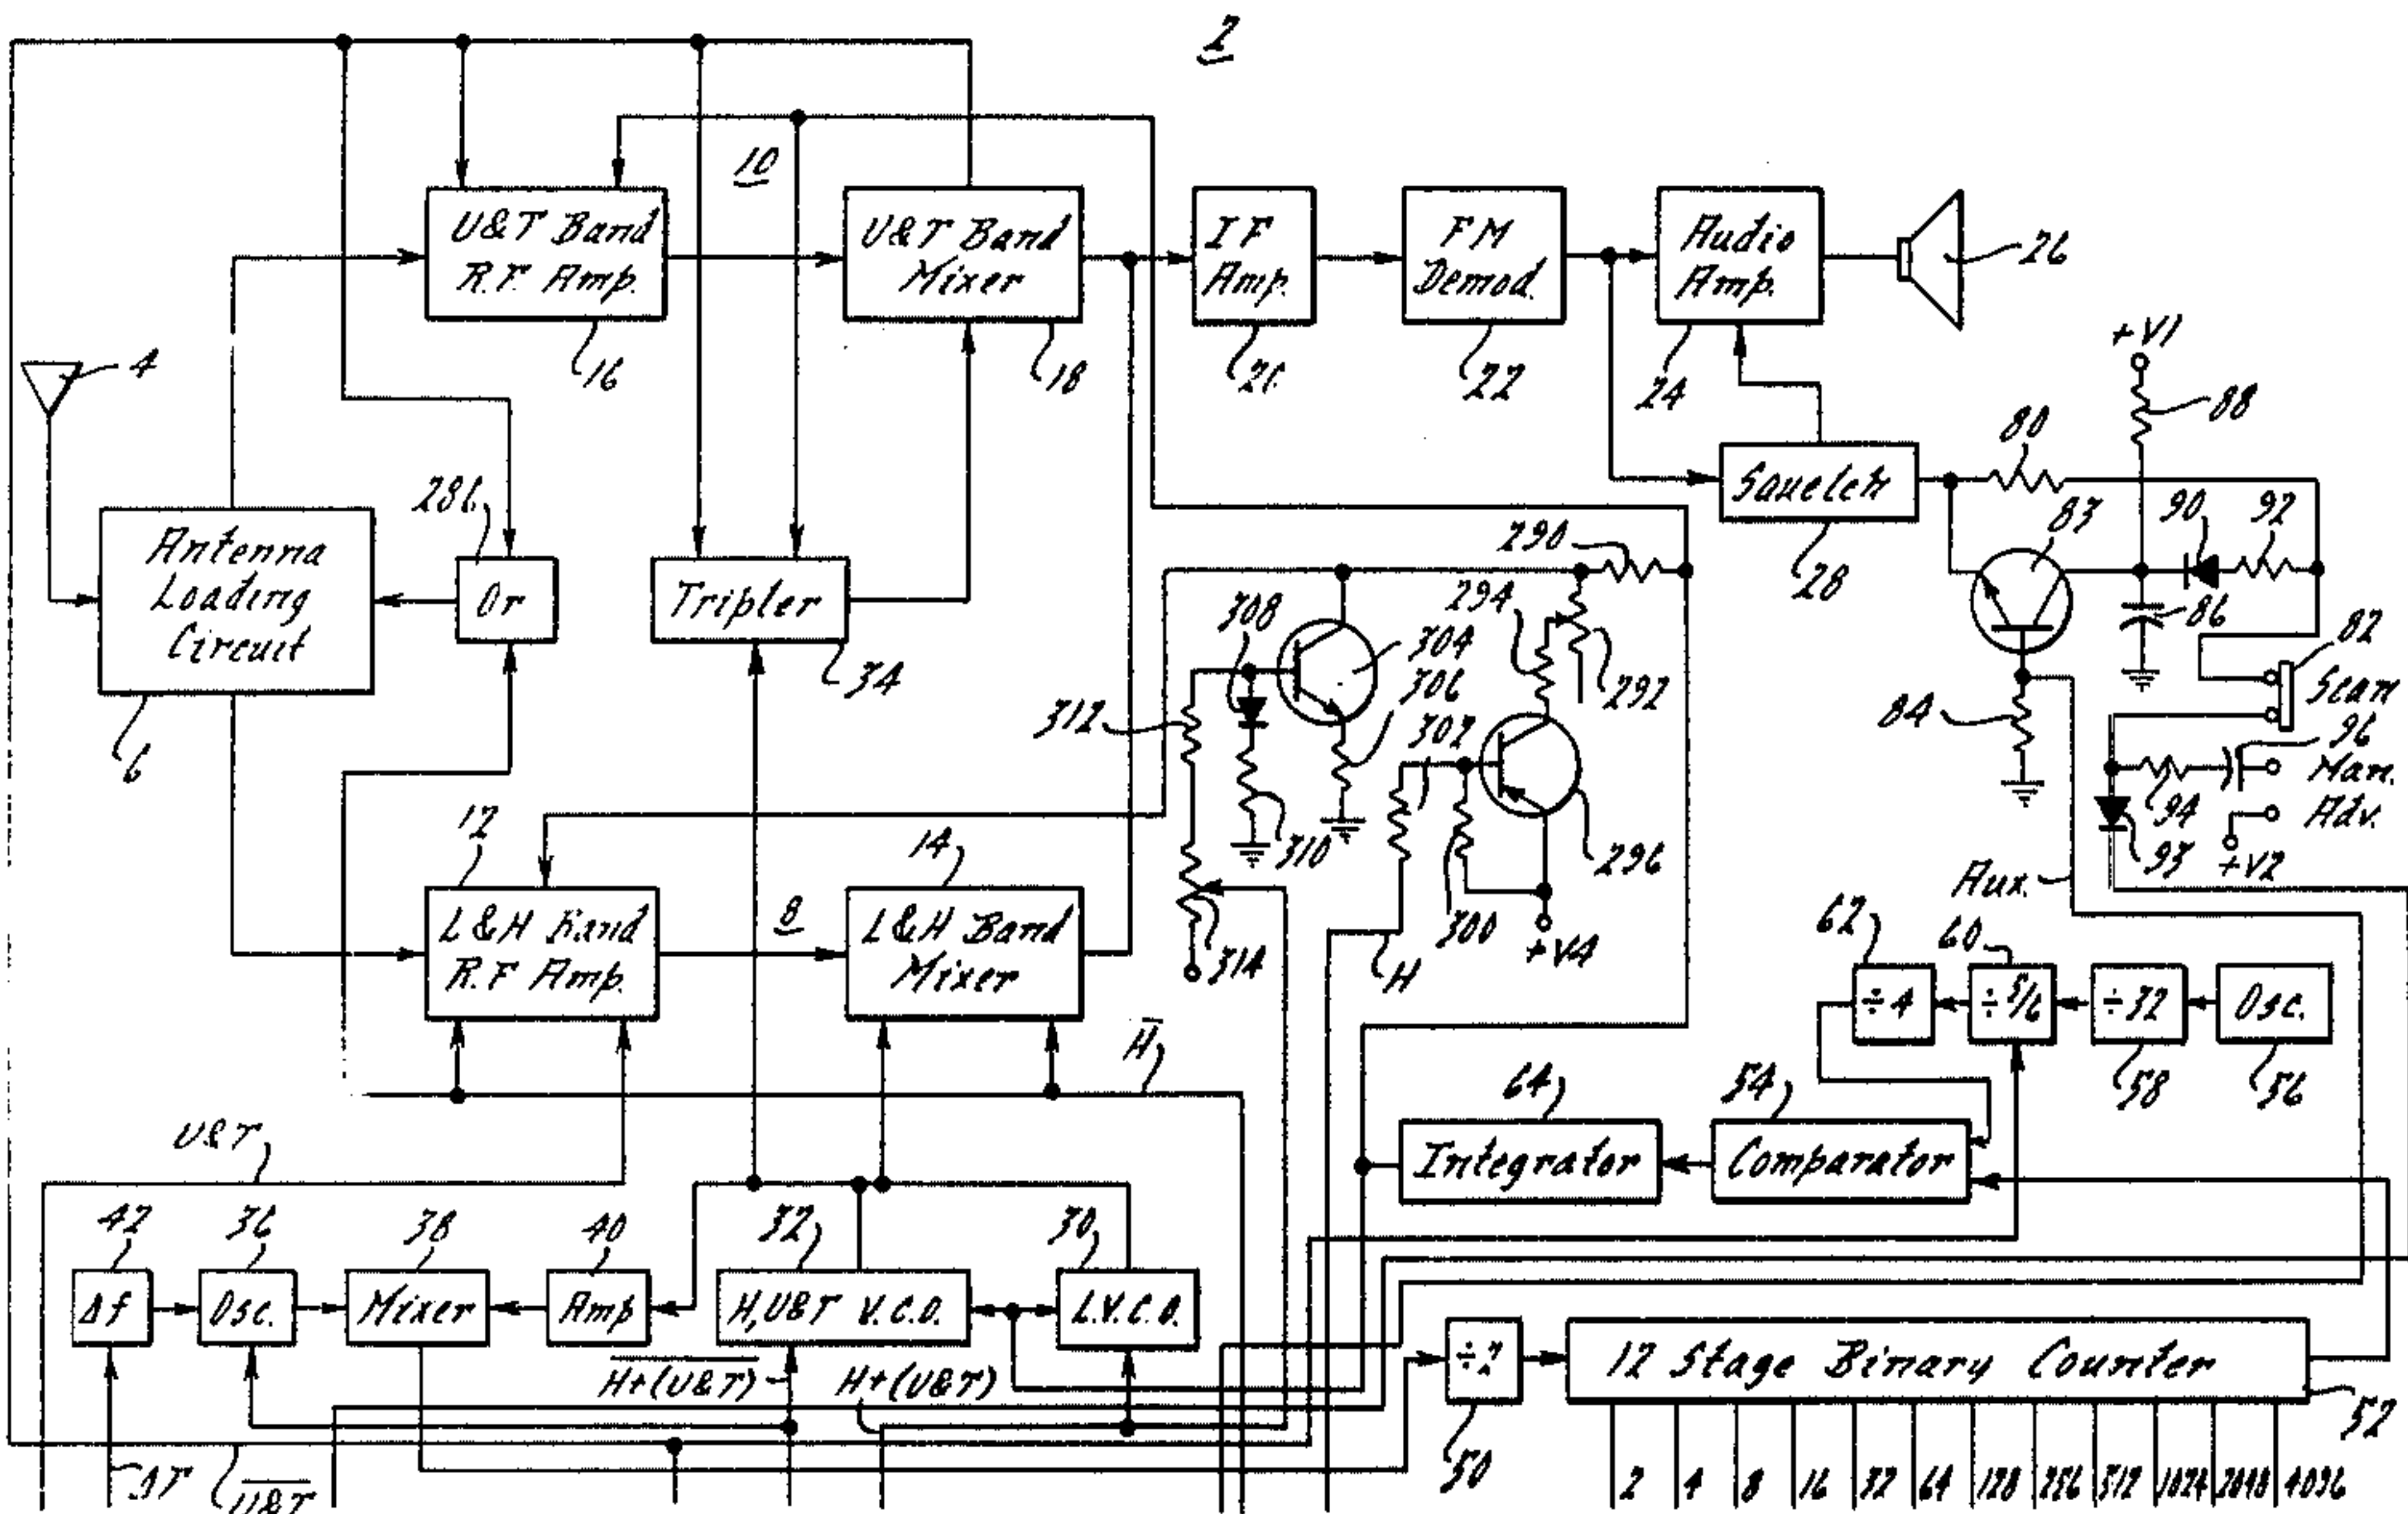 2
10
U&T Band
R.F. Amp.
16
U&T Band
Mixer
18
IF
Amp.
20
FM
Demod.
22
Audio
Amp.
24
26
4
+V1
88
80
Squelch
28
83
90
92
86
82
Scan
84
96
Man.
94
Adv.
93
+V2
Aux.
Antenna
Loading
Circuit
6
286
Or
Tripler
34
290
294
292
308
304
306
312
310
302
300
296
+V4
314
H
12
L&H Band
R.F Amp.
8
14
L&H Band
Mixer
H̅
62
÷4
60
÷5/6
÷32
58
Osc.
56
64
Integrator
54
Comparator
U&T
42
Δf
36
Osc.
38
Mixer
40
Amp
32
H,U&T V.C.O.
30
L.V.C.O.
H+(U&T)
H+(U&T)
÷2
50
12 Stage Binary Counter
52
ΔT
U&T
2 4 8 16 32 64 128 256 512 1024 2048 4096